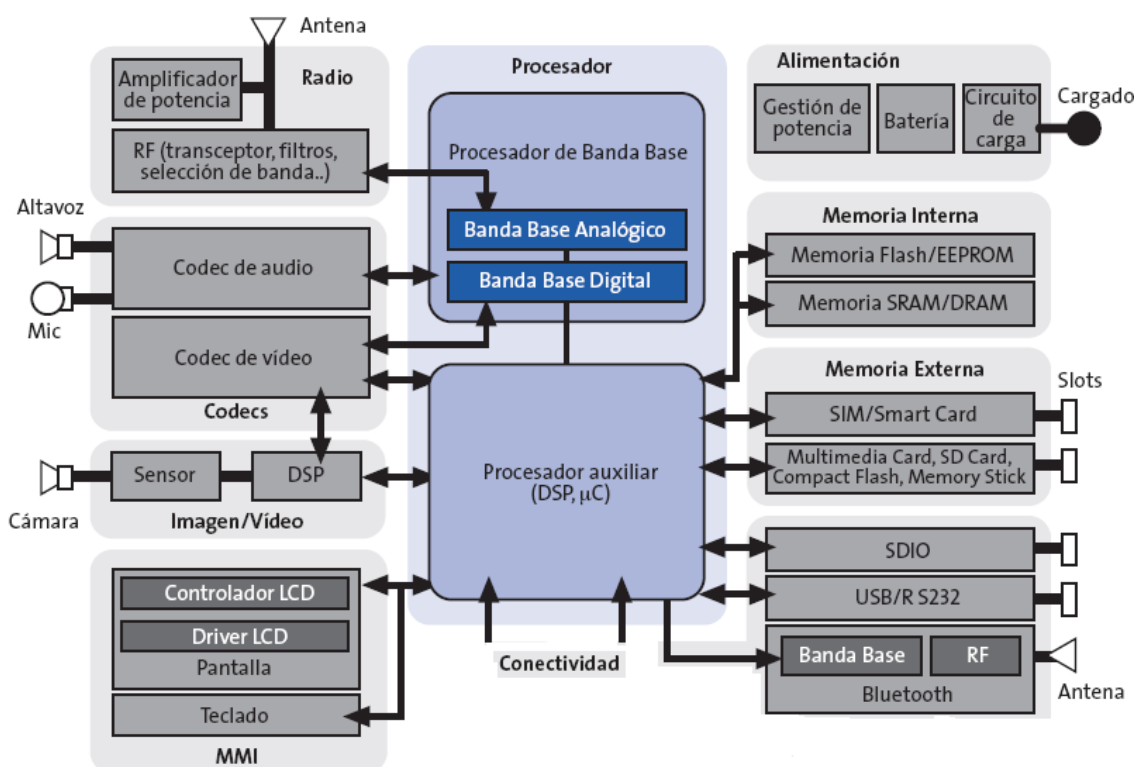 Antena
Radio
Amplificador
de potencia
RF (transceptor, filtros,
selección de banda..)
Altavoz
Mic
Codec de audio
Codec de vídeo
Codecs
Cámara
Sensor
DSP
Imagen/Vídeo
Controlador LCD
Driver LCD
Pantalla
Teclado
MMI
Procesador
Procesador de Banda Base
Banda Base Analógico
Banda Base Digital
Procesador auxiliar
(DSP, µC)
Conectividad
Alimentación
Gestión de
potencia
Batería
Circuito
de
carga
Cargado
Memoria Interna
Memoria Flash/EEPROM
Memoria SRAM/DRAM
Memoria Externa
Slots
SIM/Smart Card
Multimedia Card, SD Card,
Compact Flash, Memory Stick
SDIO
USB/R S232
Banda Base
RF
Bluetooth
Antena